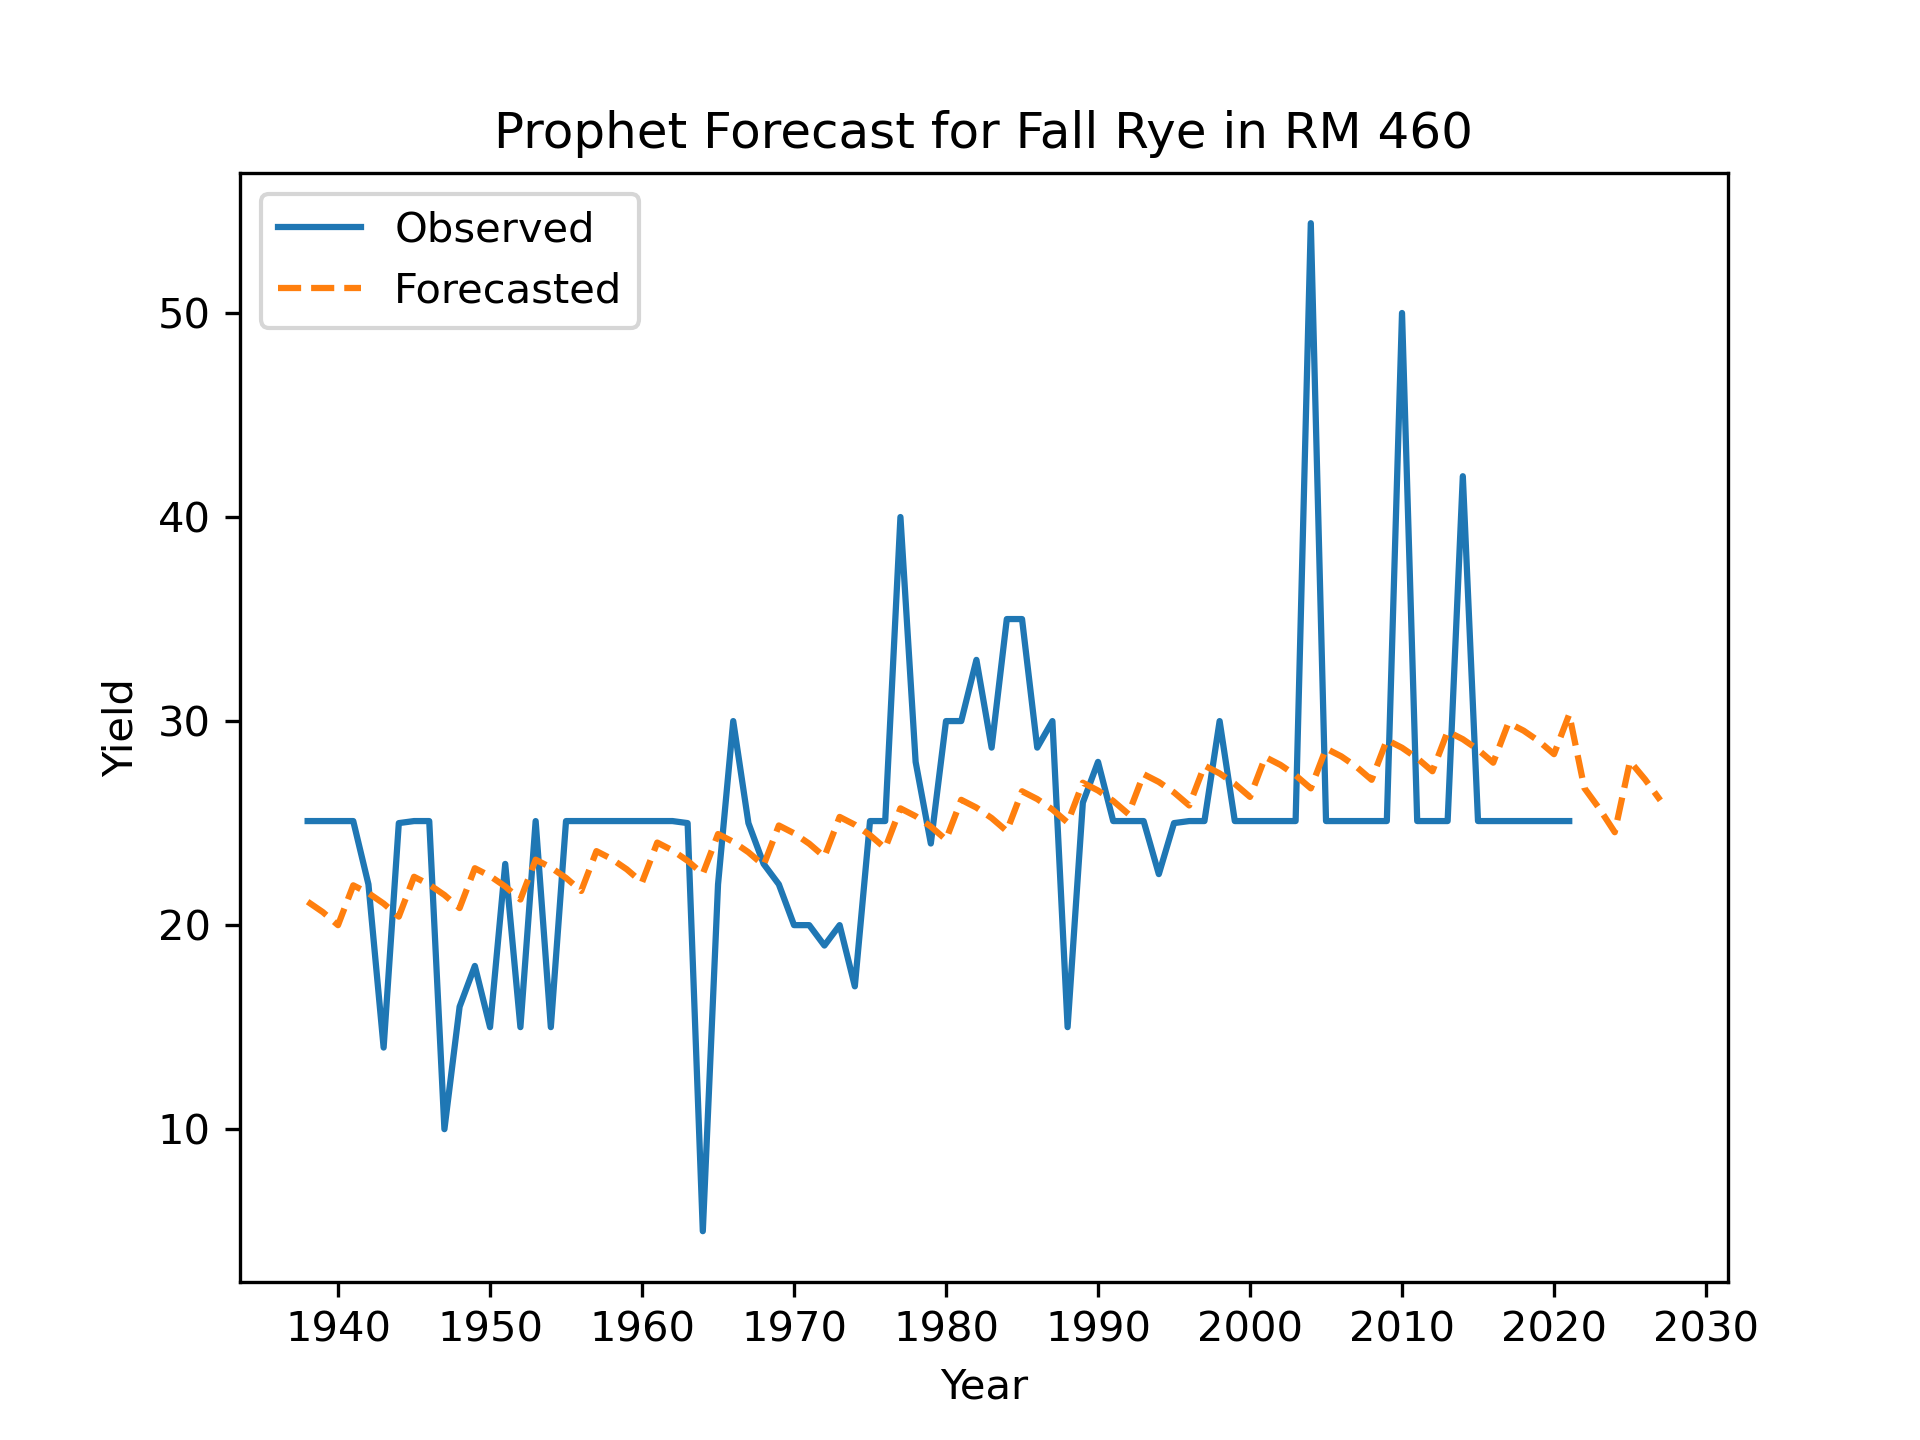 Prophet Forecast for Fall Rye in RM 460
Observed
Forecasted
50
40
30
20
10
Yield
1940 1950 1960 1970 1980 1990 2000 2010 2020 2030
Year